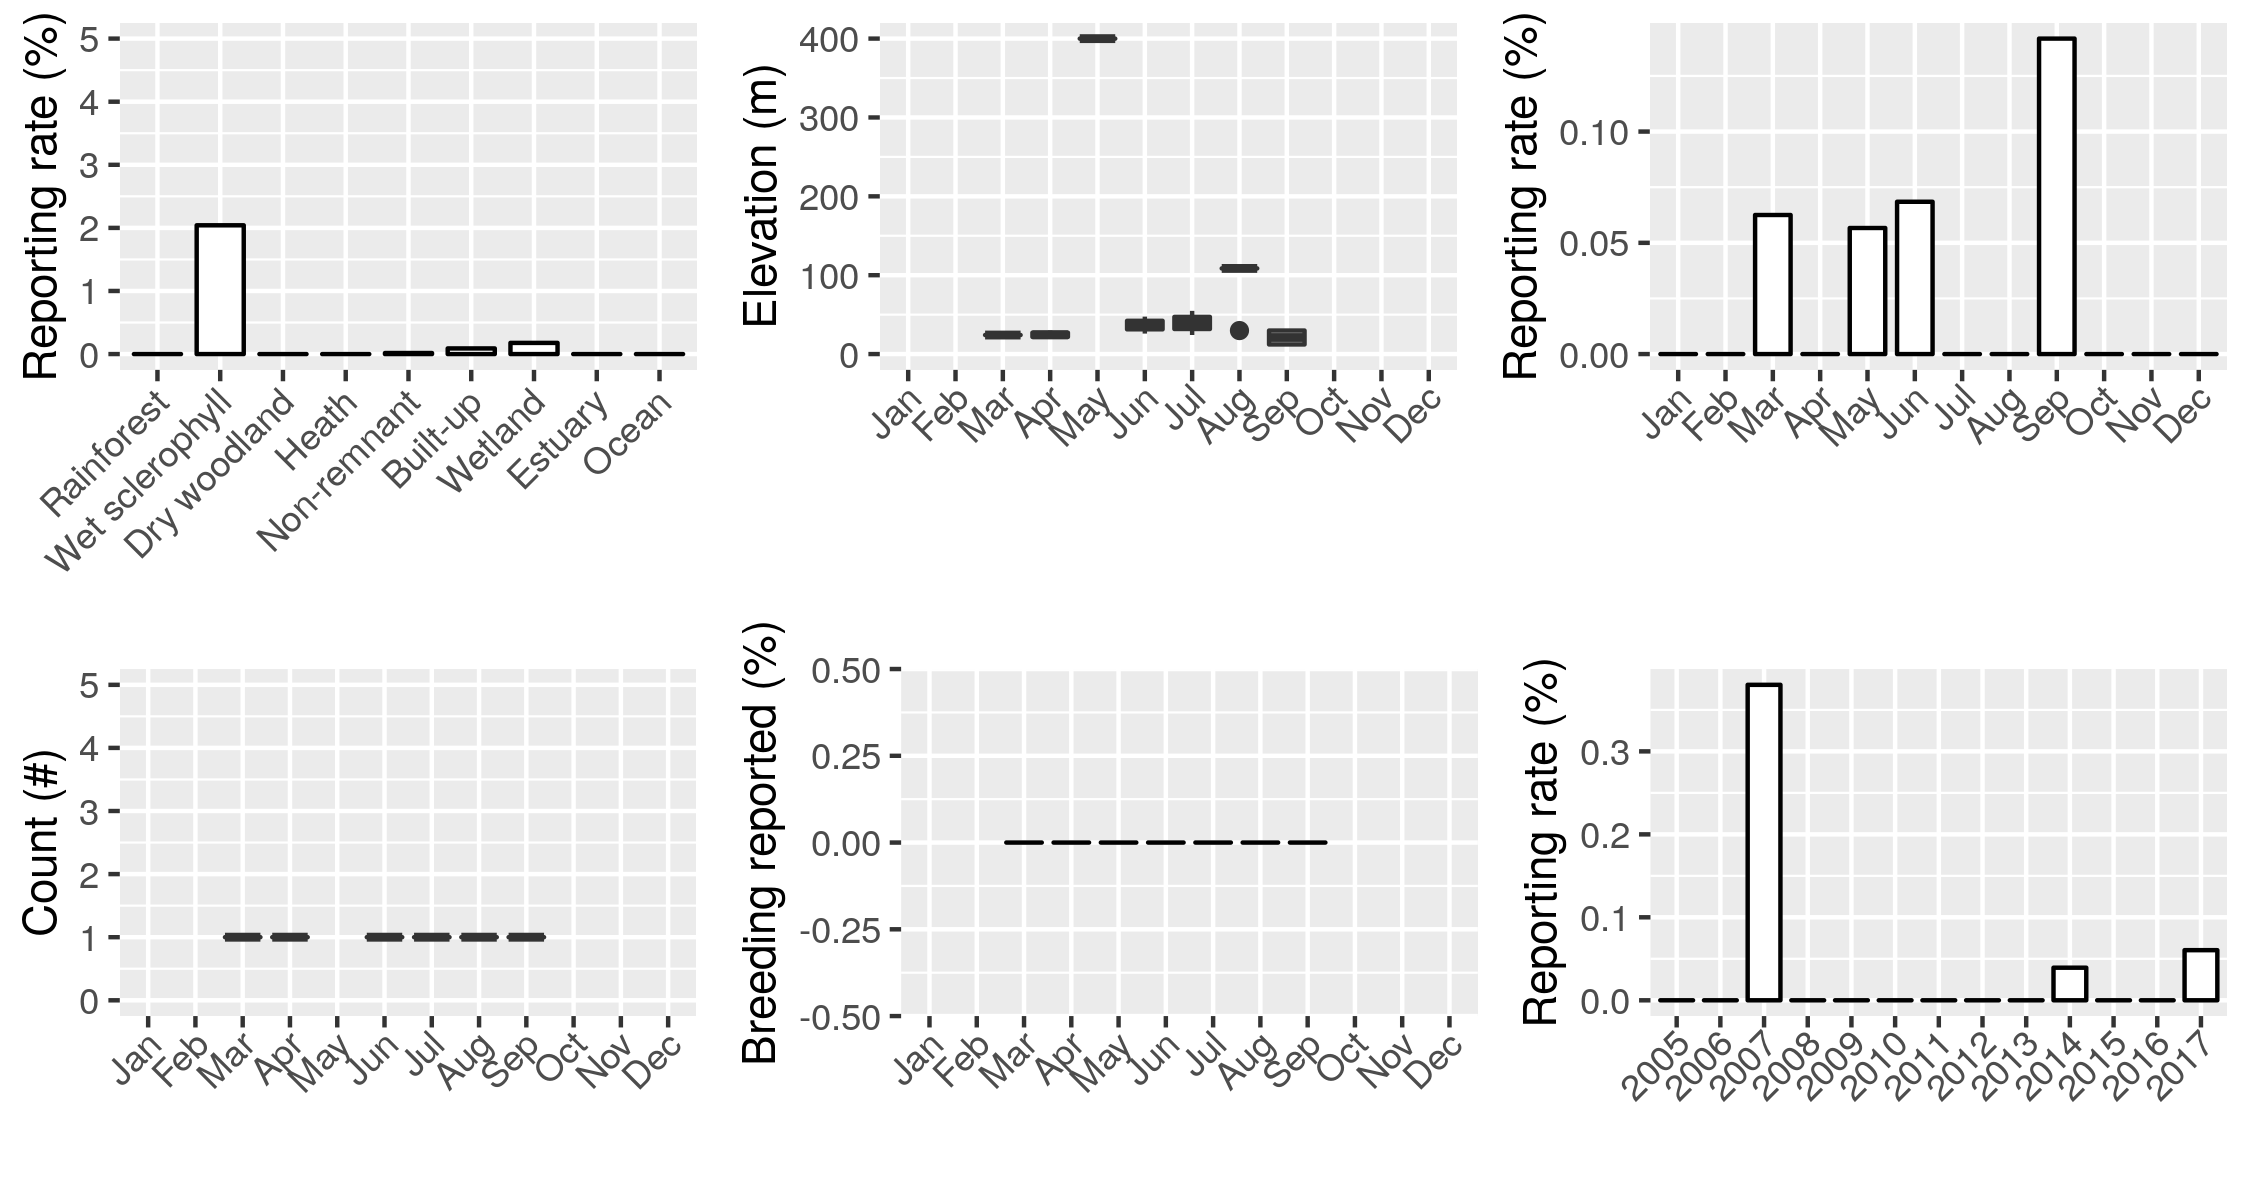 Reporting rate (%)
5
4
3
2
1
0
Rainforest
Wet sclerophyll
Dry woodland
Heath
Non-remnant
Built-up
Wetland
Estuary
Ocean
Elevation (m)
400
300
200
100
0
Jan
Feb
Mar
Apr
May
Jun
Jul
Aug
Sep
Oct
Nov
Dec
Reporting rate (%)
0.10
0.05
0.00
Jan
Feb
Mar
Apr
May
Jun
Jul
Aug
Sep
Oct
Nov
Dec
Count (#)
5
4
3
2
1
0
Jan
Feb
Mar
Apr
May
Jun
Jul
Aug
Sep
Oct
Nov
Dec
Breeding reported (%)
0.50
0.25
0.00
-0.25
-0.50
Jan
Feb
Mar
Apr
May
Jun
Jul
Aug
Sep
Oct
Nov
Dec
Reporting rate (%)
0.3
0.2
0.1
0.0
2005
2006
2007
2008
2009
2010
2011
2012
2013
2014
2015
2016
2017